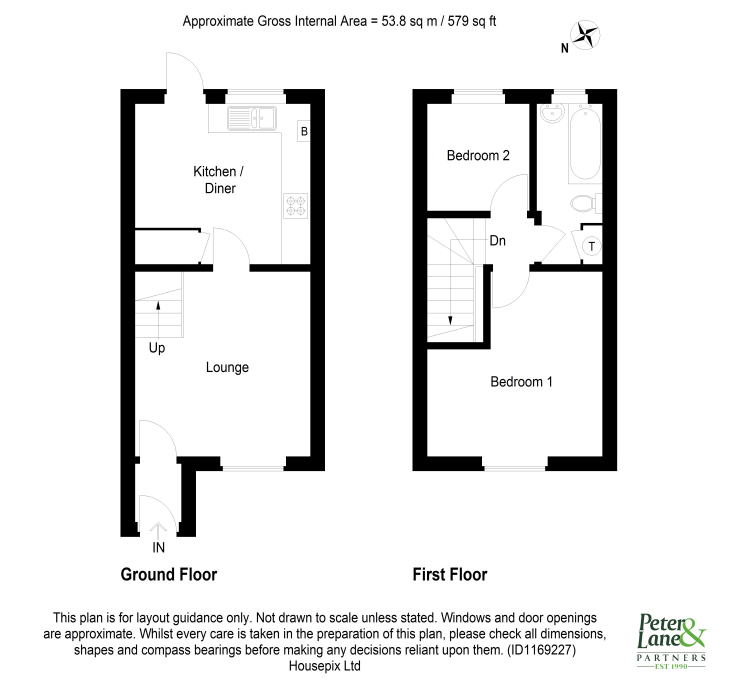 Approximate Gross Internal Area = 53.8 sq m / 579 sq ft
N
B
Kitchen /
Diner
Up
Lounge
IN
Ground Floor
Bedroom 2
Dn
T
Bedroom 1
First Floor
This plan is for layout guidance only. Not drawn to scale unless stated. Windows and door openings
are approximate. Whilst every care is taken in the preparation of this plan, please check all dimensions,
shapes and compass bearings before making any decisions reliant upon them. (ID1169227)
Housepix Ltd
Peter &
Lane
PARTNERS
EST 1990